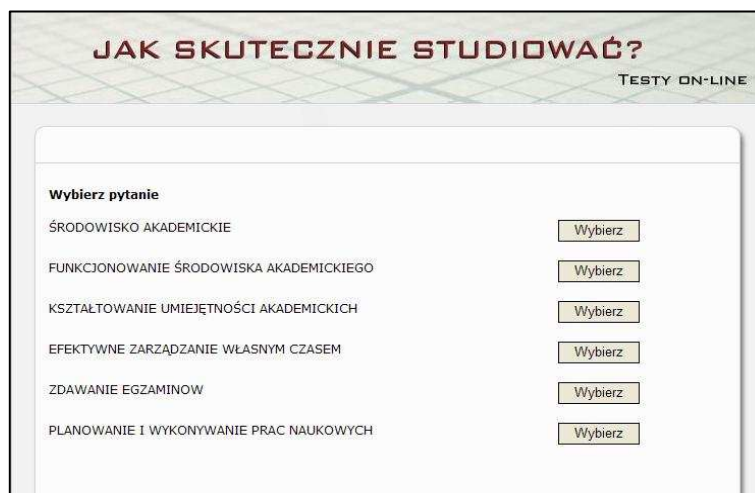 JAK SKUTECZNIE STUDIOWAĆ?
TESTY ON-LINE
Wybierz pytanie
ŚRODOWISKO AKADEMICKIE Wybierz
FUNKCJONOWANIE ŚRODOWISKA AKADEMICKIEGO Wybierz
KSZTAŁTOWANIE UMIEJĘTNOŚCI AKADEMICKICH Wybierz
EFEKTYWNE ZARZĄDZANIE WŁASNYM CZASEM Wybierz
ZDAWANIE EGZAMINOW Wybierz
PLANOWANIE I WYKONYWANIE PRAC NAUKOWYCH Wybierz